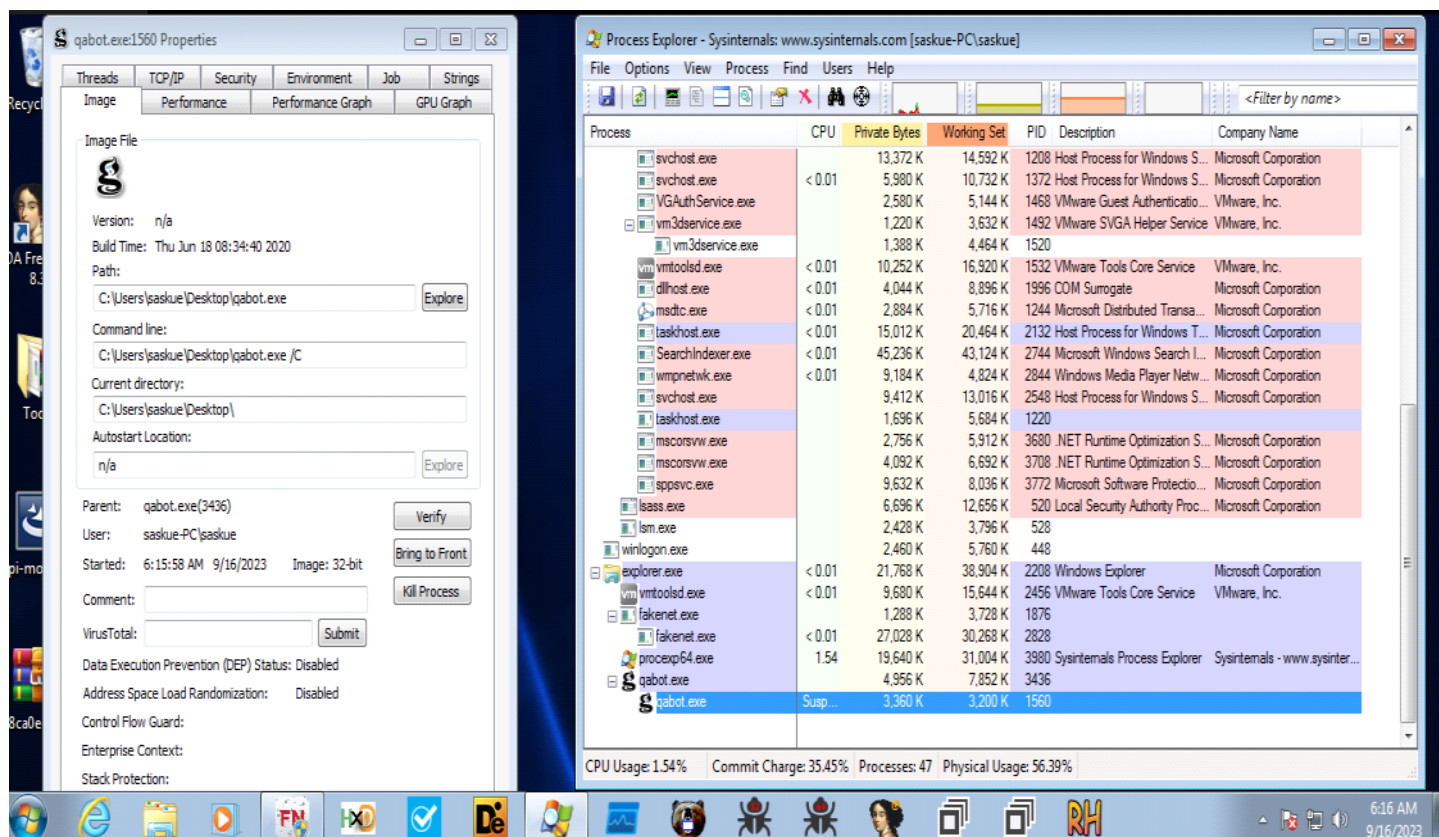 Recycl
DA Fre
8.3
Too
pi-mo
8ca0e
qabot.exe:1560 Properties
Threads TCP/IP Security Environment Job Strings
Image Performance Performance Graph GPU Graph
Image File
Version: n/a
Build Time: Thu Jun 18 08:34:40 2020
Path:
C:\Users\saskue\Desktop\qabot.exe Explore
Command line:
C:\Users\saskue\Desktop\qabot.exe /C
Current directory:
C:\Users\saskue\Desktop\
Autostart Location:
n/a Explore
Parent: qabot.exe(3436)
Verify
User: saskue-PC\saskue
Started: 6:15:58 AM 9/16/2023 Image: 32-bit
Bring to Front
Comment:
Kill Process
VirusTotal: Submit
Data Execution Prevention (DEP) Status: Disabled
Address Space Load Randomization: Disabled
Control Flow Guard:
Enterprise Context:
Stack Protection:
Process Explorer - Sysinternals: www.sysinternals.com [saskue-PC\saskue]
File Options View Process Find Users Help
<Filter by name>
Process CPU Private Bytes Working Set PID Description Company Name
svchost.exe 13,372 K 14,592 K 1208 Host Process for Windows S... Microsoft Corporation
svchost.exe < 0.01 5,980 K 10,732 K 1372 Host Process for Windows S... Microsoft Corporation
VGAuthService.exe 2,580 K 5,144 K 1468 VMware Guest Authenticatio... VMware, Inc.
vm3dservice.exe 1,220 K 3,632 K 1492 VMware SVGA Helper Service VMware, Inc.
vm3dservice.exe 1,388 K 4,464 K 1520
vmtoolsd.exe < 0.01 10,252 K 16,920 K 1532 VMware Tools Core Service VMware, Inc.
dllhost.exe < 0.01 4,044 K 8,896 K 1996 COM Surrogate Microsoft Corporation
msdtc.exe < 0.01 2,884 K 5,716 K 1244 Microsoft Distributed Transa... Microsoft Corporation
taskhost.exe < 0.01 15,012 K 20,464 K 2132 Host Process for Windows T... Microsoft Corporation
SearchIndexer.exe < 0.01 45,236 K 43,124 K 2744 Microsoft Windows Search I... Microsoft Corporation
wmpnetwk.exe < 0.01 9,184 K 4,824 K 2844 Windows Media Player Netw... Microsoft Corporation
svchost.exe 9,412 K 13,016 K 2548 Host Process for Windows S... Microsoft Corporation
taskhost.exe 1,696 K 5,684 K 1220
mscorsvw.exe 2,756 K 5,912 K 3680 .NET Runtime Optimization S... Microsoft Corporation
mscorsvw.exe 4,092 K 6,692 K 3708 .NET Runtime Optimization S... Microsoft Corporation
sppsvc.exe 9,632 K 8,036 K 3772 Microsoft Software Protectio... Microsoft Corporation
lsass.exe 6,696 K 12,656 K 520 Local Security Authority Proc... Microsoft Corporation
lsm.exe 2,428 K 3,796 K 528
winlogon.exe 2,460 K 5,760 K 448
explorer.exe < 0.01 21,768 K 38,904 K 2208 Windows Explorer Microsoft Corporation
vmtoolsd.exe < 0.01 9,680 K 15,644 K 2456 VMware Tools Core Service VMware, Inc.
fakenet.exe 1,288 K 3,728 K 1876
fakenet.exe < 0.01 27,028 K 30,268 K 2828
procexp64.exe 1.54 19,640 K 31,004 K 3980 Sysinternals Process Explorer Sysinternals - www.sysinter...
qabot.exe 4,956 K 7,852 K 3436
qabot.exe Susp... 3,360 K 3,200 K 1560
CPU Usage: 1.54% Commit Charge: 35.45% Processes: 47 Physical Usage: 56.39%
FN HXD De RH
6:16 AM
9/16/2023